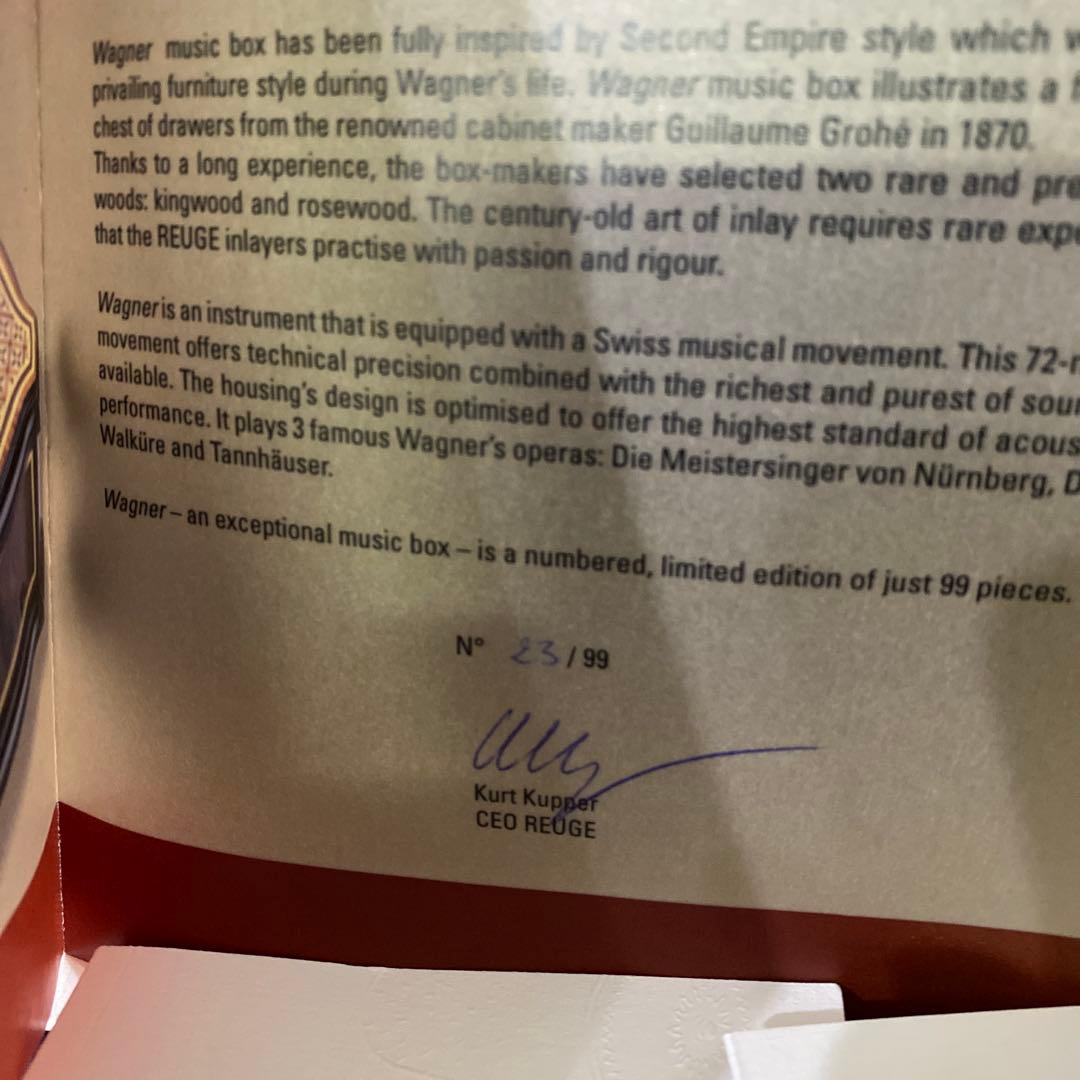 Wagner music box has been fully inspired by Second Empire style which
privailing furniture style during Wagner's life. Wagner music box illustrates a
chest of drawers from the renowned cabinet maker Guillaume Grohé in 1870.
Thanks to a long experience, the box-makers have selected two rare and
woods: kingwood and rosewood. The century-old art of inlay requires rare
that the REUGE inlayers practise with passion and rigour.
Wagner is an instrument that is equipped with a Swiss musical movement. This
movement offers technical precision combined with the richest and purest of
available. The housing's design is optimised to offer the highest standard of
performance. It plays 3 famous Wagner's operas: Die Meistersinger von Nürnberg,
Walküre and Tannhäuser.
Wagner – an exceptional music box – is a numbered, limited edition of just 99 pieces.
N° 23 / 99
Kurt Kupper
CEO REUGE